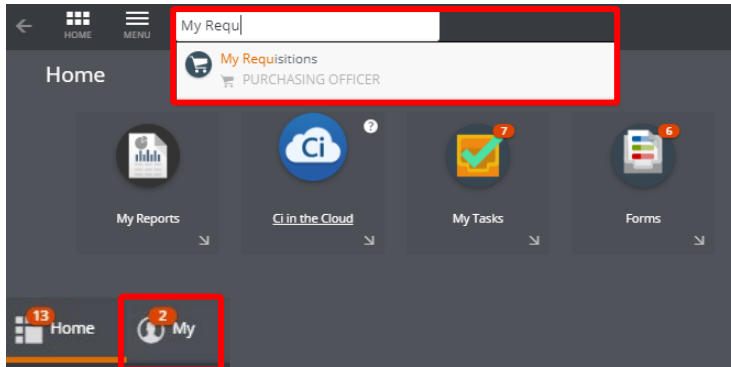 HOME
MENU
My Requ
My Requisitions
PURCHASING OFFICER
Home
?
7
6
Ci
My Reports
Ci in the Cloud
My Tasks
Forms
13
Home
2
My